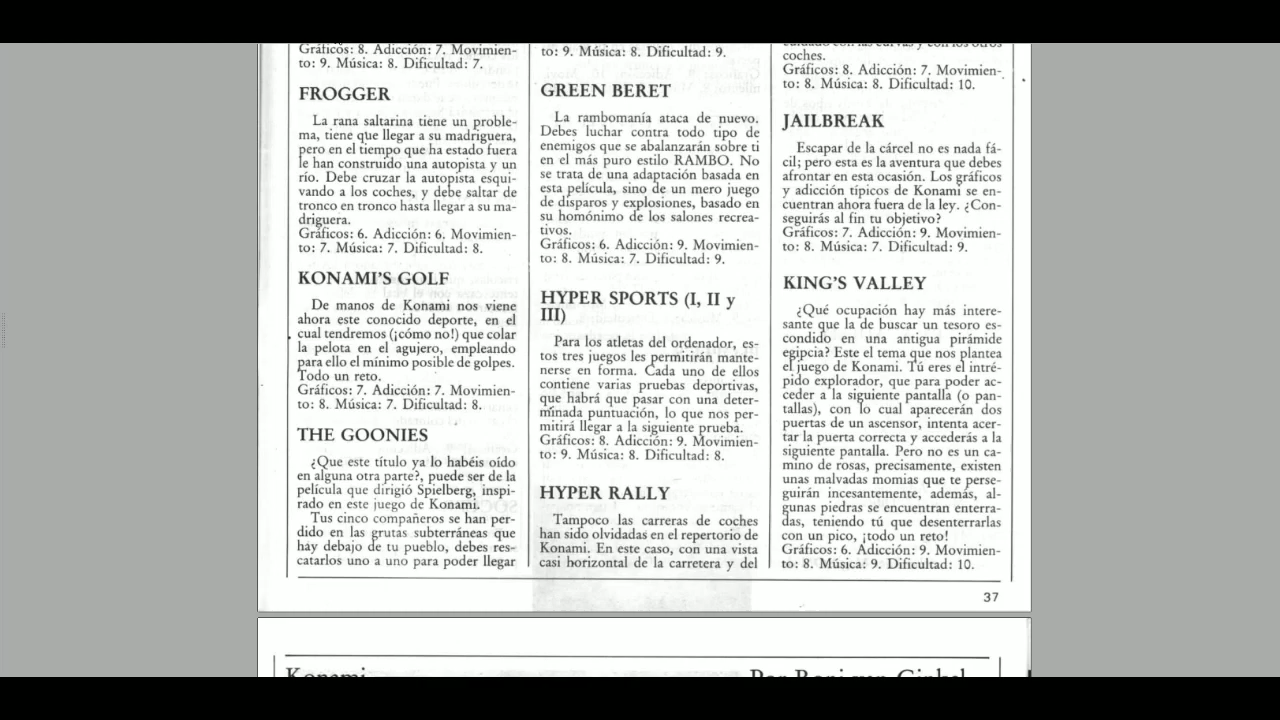 Gráficos: 8. Adicción: 7. Movimien-
to: 9. Música: 8. Dificultad: 7.
FROGGER
La rana saltarina tiene un proble-
ma, tiene que llegar a su madriguera,
pero en el tiempo que ha estado fuera
le han construido una autopista y un
río. Debe cruzar la autopista esqui-
vando a los coches, y debe saltar de
tronco en tronco hasta llegar a su ma-
driguera.
Gráficos: 6. Adicción: 6. Movimien-
to: 7. Música: 7. Dificultad: 8.
KONAMI'S GOLF
De manos de Konami nos viene
ahora este conocido deporte, en el
cual tendremos (¡cómo no!) que colar
la pelota en el agujero, empleando
para ello el mínimo posible de golpes.
Todo un reto.
Gráficos: 7. Adicción: 7. Movimien-
to: 8. Música: 7. Dificultad: 8.
THE GOONIES
¿Que este título ya lo habéis oído
en alguna otra parte?, puede ser de la
película que dirigió Spielberg, inspi-
rado en este juego de Konami.
Tus cinco compañeros se han per-
dido en las grutas subterráneas que
hay debajo de tu pueblo, debes res-
catarlos uno a uno para poder llegar
to: 9. Música: 8. Dificultad: 9.
GREEN BERET
La rambomanía ataca de nuevo.
Debes luchar contra todo tipo de
enemigos que se abalanzarán sobre ti
en el más puro estilo RAMBO. No
se trata de una adaptación basada en
esta película, sino de un mero juego
de disparos y explosiones, basado en
su homónimo de los salones recrea-
tivos.
Gráficos: 6. Adicción: 9. Movimien-
to: 8. Música: 7. Dificultad: 9.
HYPER SPORTS (I, II y
III)
Para los atletas del ordenador, es-
tos tres juegos les permitirán mante-
nerse en forma. Cada uno de ellos
contiene varias pruebas deportivas,
que habrá que pasar con una deter-
minada puntuación, lo que nos per-
mitirá llegar a la siguiente prueba.
Gráficos: 8. Adicción: 9. Movimien-
to: 9. Música: 8. Dificultad: 8.
HYPER RALLY
Tampoco las carreras de coches
han sido olvidadas en el repertorio de
Konami. En este caso, con una vista
casi horizontal de la carretera y del
cuidado con las curvas y con los otros
coches.
Gráficos: 8. Adicción: 7. Movimien-
to: 8. Música: 8. Dificultad: 10.
JAILBREAK
Escapar de la cárcel no es nada fá-
cil; pero esta es la aventura que debes
afrontar en esta ocasión. Los gráficos
y adicción típicos de Konami se en-
cuentran ahora fuera de la ley. ¿Con-
seguirás al fin tu objetivo?
Gráficos: 7. Adicción: 9. Movimien-
to: 8. Música: 7. Dificultad: 9.
KING'S VALLEY
¿Qué ocupación hay más intere-
sante que la de buscar un tesoro es-
condido en una antigua pirámide
egipcia? Este el tema que nos plantea
el juego de Konami. Tú eres el intré-
pido explorador, que para poder ac-
ceder a la siguiente pantalla (o pan-
tallas), con lo cual aparecerán dos
puertas de un ascensor, intenta acer-
tar la puerta correcta y accederás a la
siguiente pantalla. Pero no es un ca-
mino de rosas, precisamente, existen
unas malvadas momias que te perse-
guirán incesantemente, además, al-
gunas piedras se encuentran enterra-
das, teniendo tú que desenterrarlas
con un pico, ¡todo un reto!
Gráficos: 6. Adicción: 9. Movimien-
to: 8. Música: 9. Dificultad: 10.
37
Konami
Por